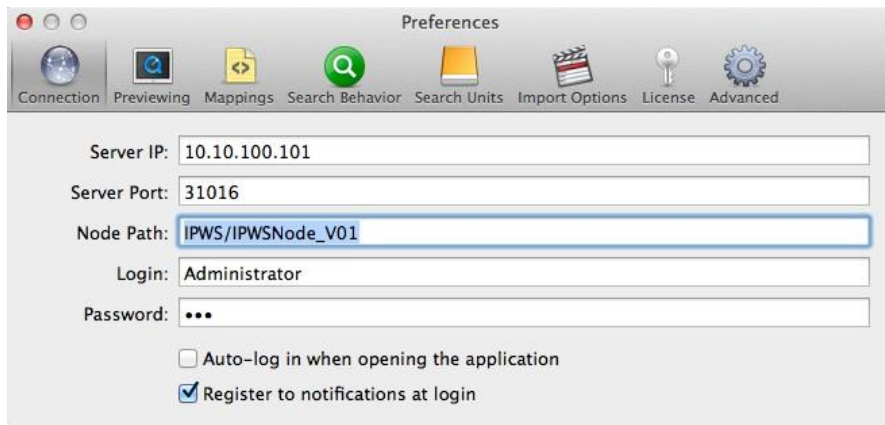 Preferences
Connection Previewing Mappings Search Behavior Search Units Import Options License Advanced
Server IP: 10.10.100.101
Server Port: 31016
Node Path: IPWS/IPWSNode_V01
Login: Administrator
Password: •••
Auto-log in when opening the application
Register to notifications at login